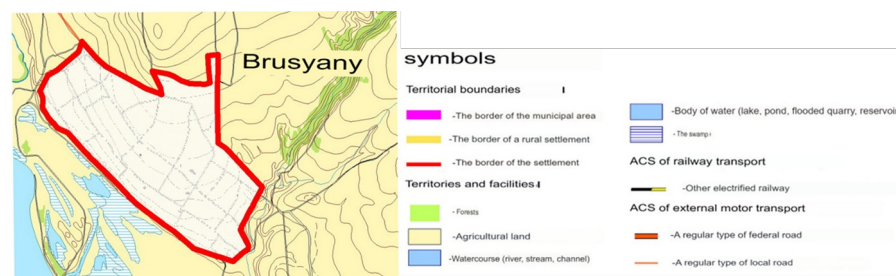 Brusyany
symbols
Territorial boundaries
-The border of the municipal area
-The border of a rural settlement
-The border of the settlement
Territories and facilities
- Forests
-Agricultural land
-Watercourse (river, stream, channel)
-Body of water (lake, pond, flooded quarry, reservoi
- The swamp
ACS of railway transport
-Other electrified railway
ACS of external motor transport
-A regular type of federal road
-A regular type of local road